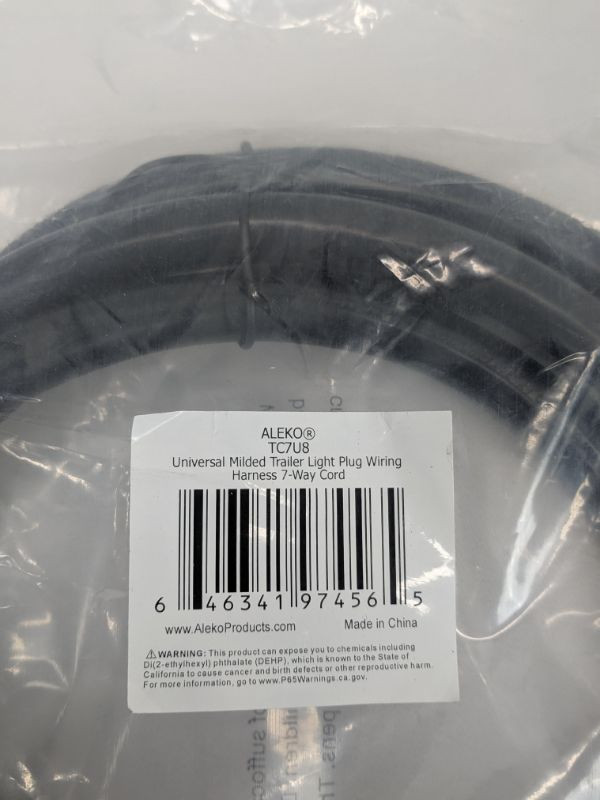 ALEKO®
TC7U8
Universal Milded Trailer Light Plug Wiring
Harness 7-Way Cord
6 46341 97456 5
www.AlekoProducts.com Made in China
⚠WARNING: This product can expose you to chemicals including
Di(2-ethylhexyl) phthalate (DEHP), which is known to the State of
California to cause cancer and birth defects or other reproductive harm.
For more information, go to www.P65Warnings.ca.gov.